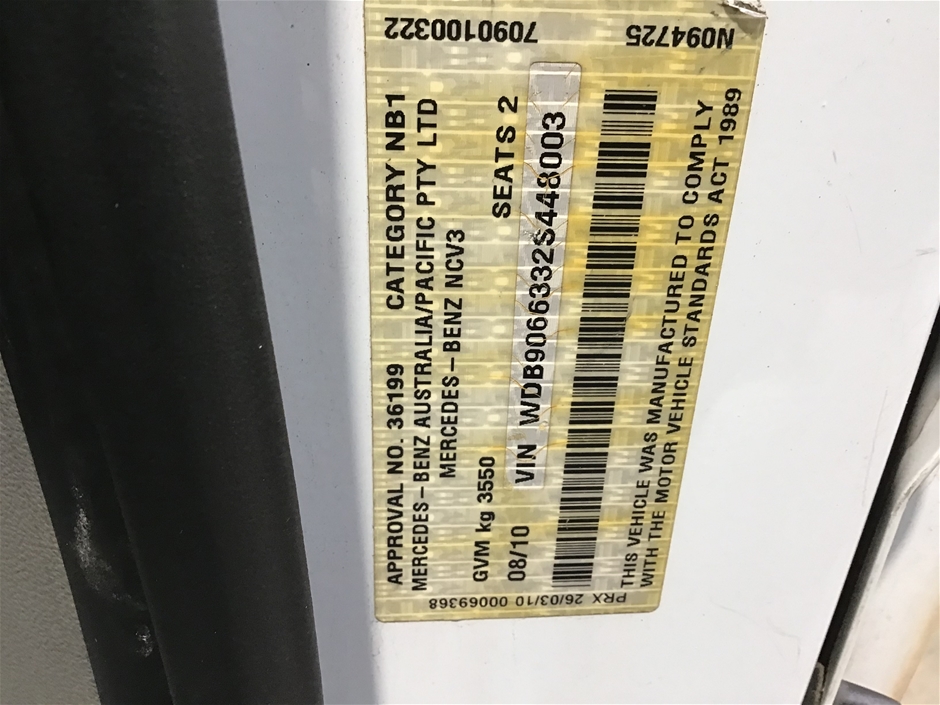 7090100322
N094725
APPROVAL NO. 36199 CATEGORY NB1
MERCEDES-BENZ AUSTRALIA/PACIFIC PTY LTD
MERCEDES-BENZ NCV3
GVM kg 3550 SEATS 2
08/10 VIN WDB9066332S448003
THIS VEHICLE WAS MANUFACTURED TO COMPLY
WITH THE MOTOR VEHICLE STANDARDS ACT 1989
PRX 26/03/10 00069368